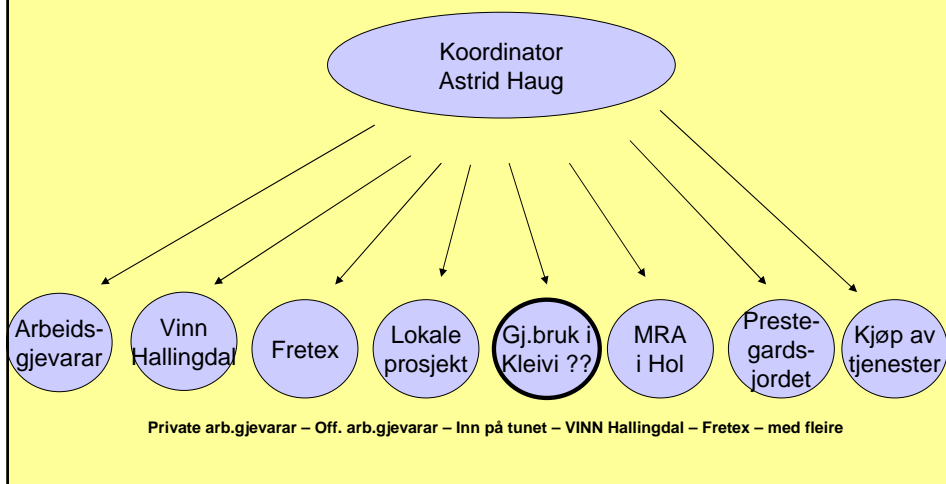 Koordinator
Astrid Haug
Arbeids-
gjevarar
Vinn
Hallingdal
Fretex
Lokale
prosjekt
Gj.bruk i
Kleivi ??
MRA
i Hol
Preste-
gards-
jordet
Kjøp av
tjenester
Private arb.gjevarar – Off. arb.gjevarar – Inn på tunet – VINN Hallingdal – Fretex – med fleire